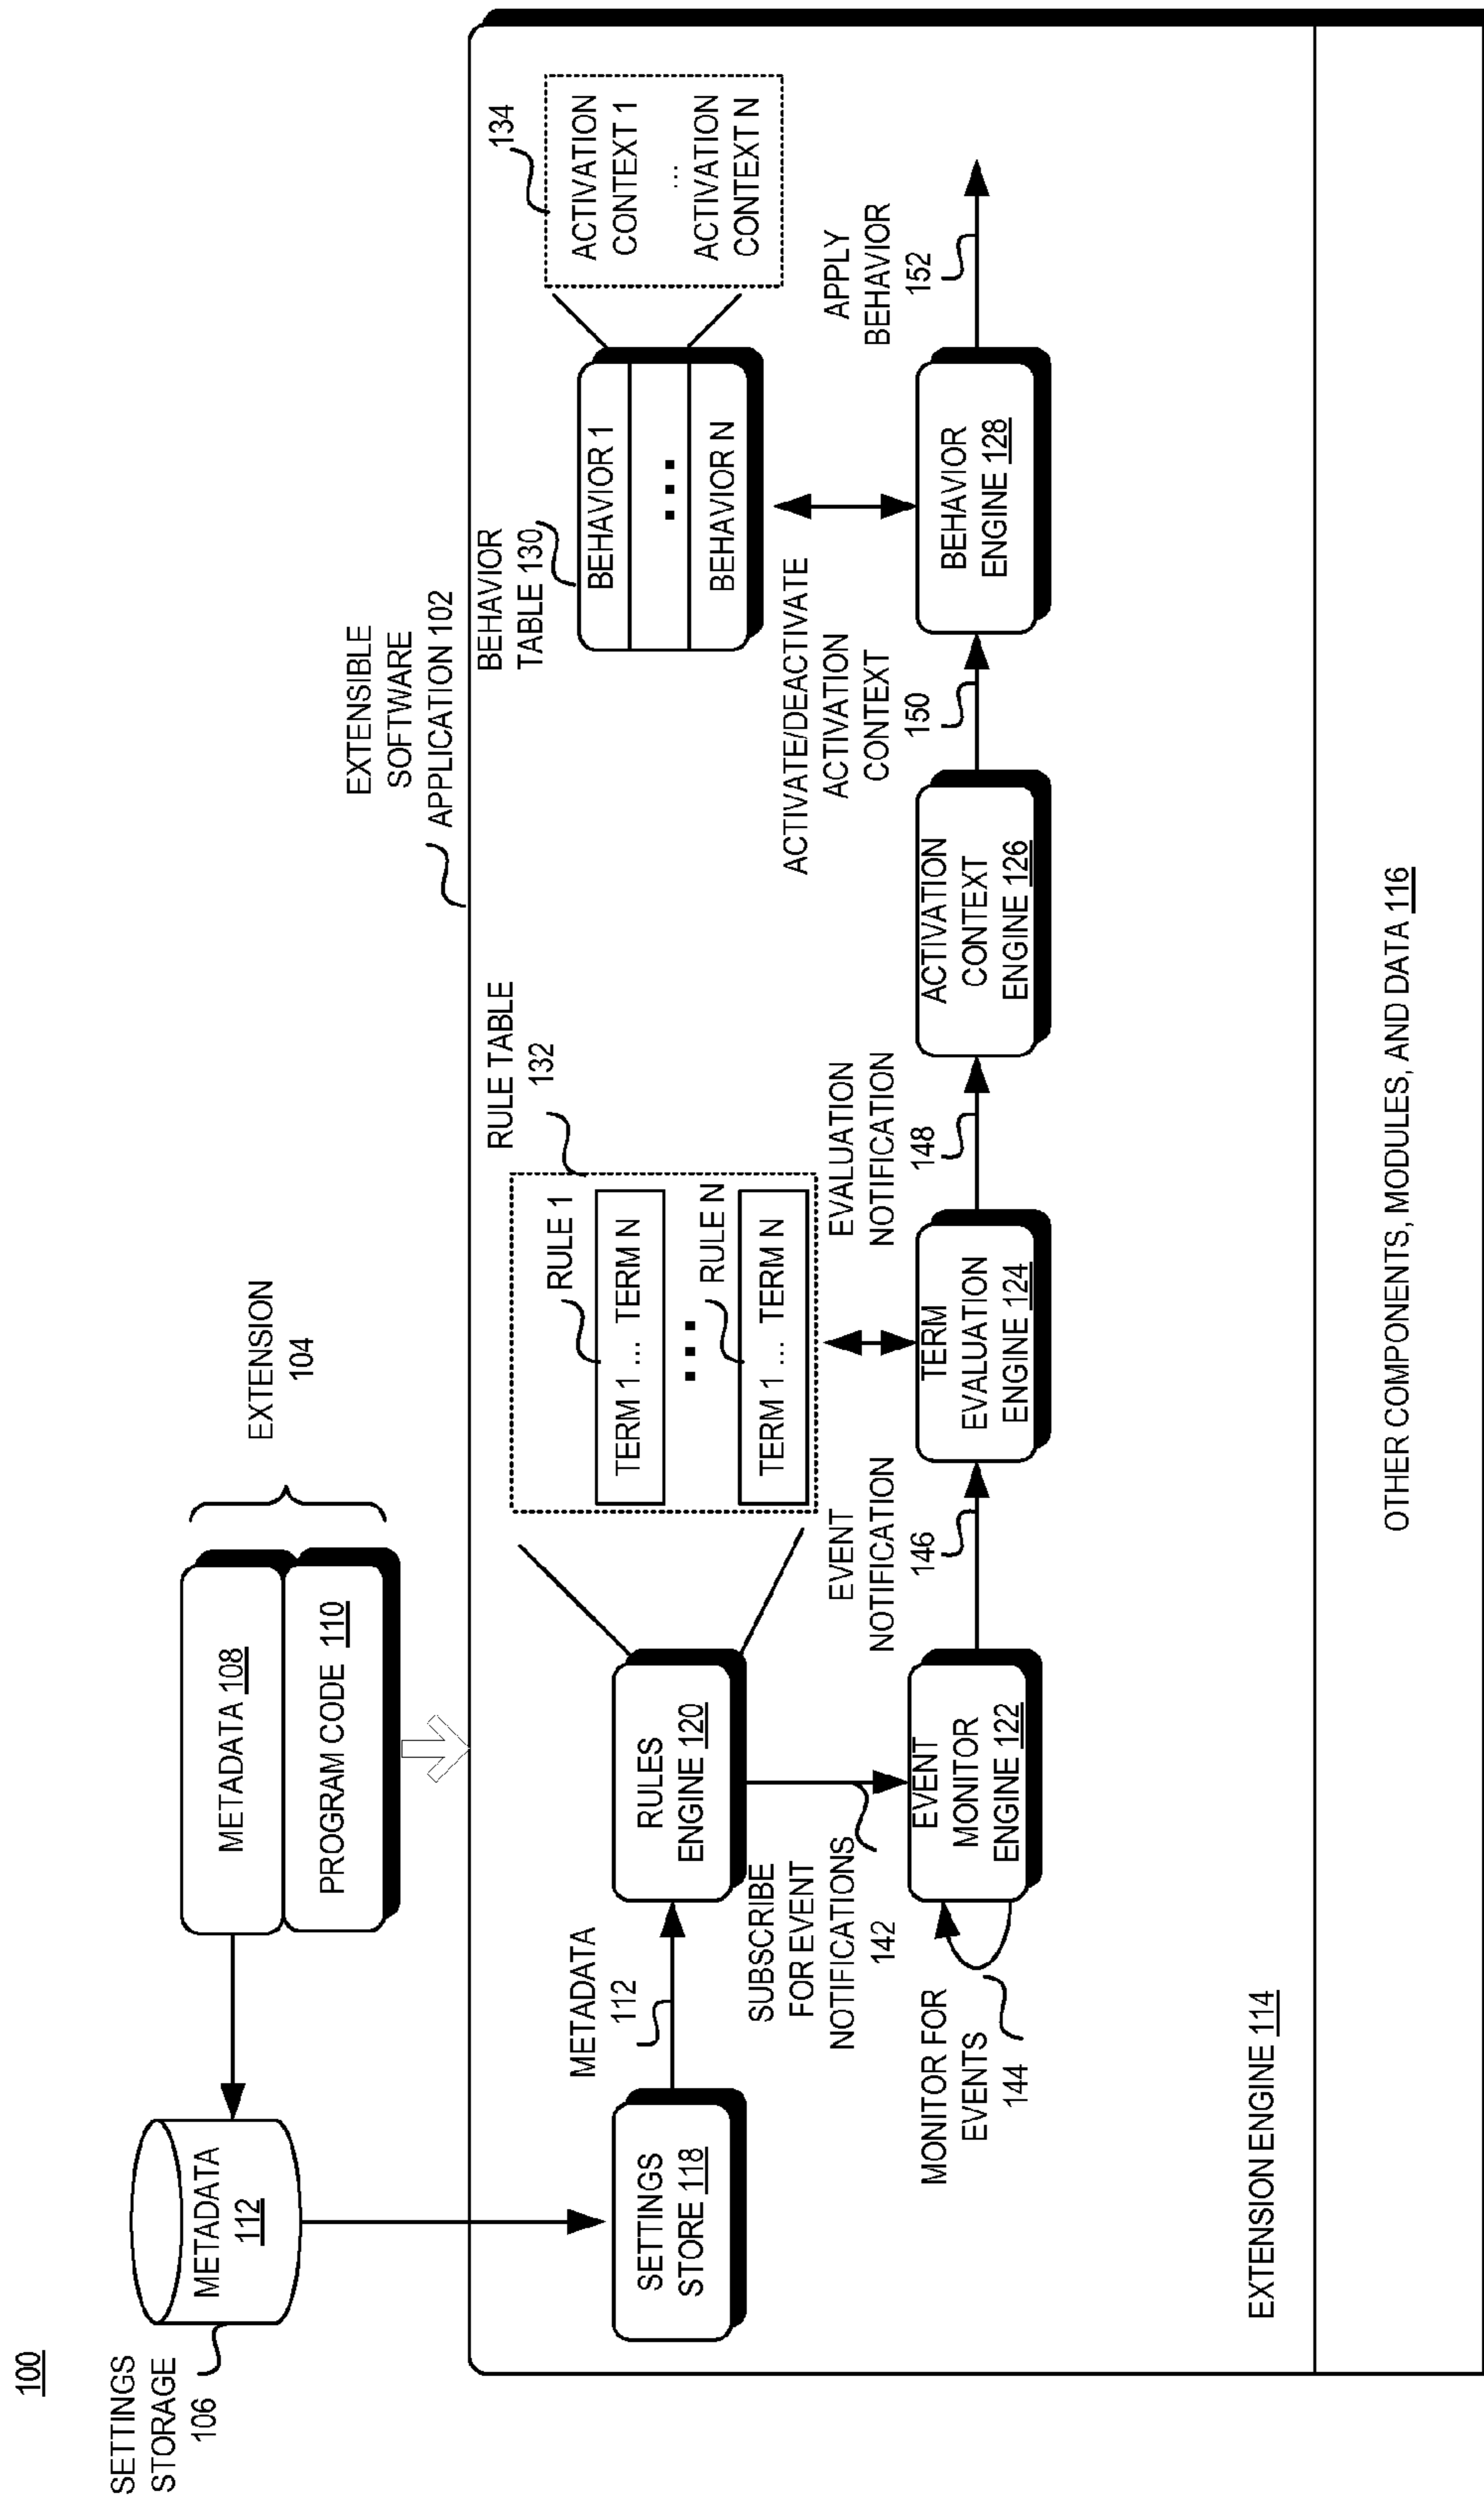 100
SETTINGS
STORAGE
106
METADATA
112
METADATA 108
PROGRAM CODE 110
EXTENSION
104
EXTENSIBLE
SOFTWARE
APPLICATION 102
SETTINGS
STORE 118
METADATA
112
RULES
ENGINE 120
RULE TABLE
132
RULE 1
TERM 1 ... TERM N
...
RULE N
TERM 1 ... TERM N
BEHAVIOR
TABLE 130
BEHAVIOR 1
...
BEHAVIOR N
134
ACTIVATION
CONTEXT 1
...
ACTIVATION
CONTEXT N
SUBSCRIBE
FOR EVENT
NOTIFICATIONS
142
MONITOR FOR
EVENTS
144
EVENT
MONITOR
ENGINE 122
EVENT
NOTIFICATION
146
TERM
EVALUATION
ENGINE 124
EVALUATION
NOTIFICATION
148
ACTIVATION
CONTEXT
ENGINE 126
ACTIVATE/DEACTIVATE
ACTIVATION
CONTEXT
150
BEHAVIOR
ENGINE 128
APPLY
BEHAVIOR
152
EXTENSION ENGINE 114
OTHER COMPONENTS, MODULES, AND DATA 116